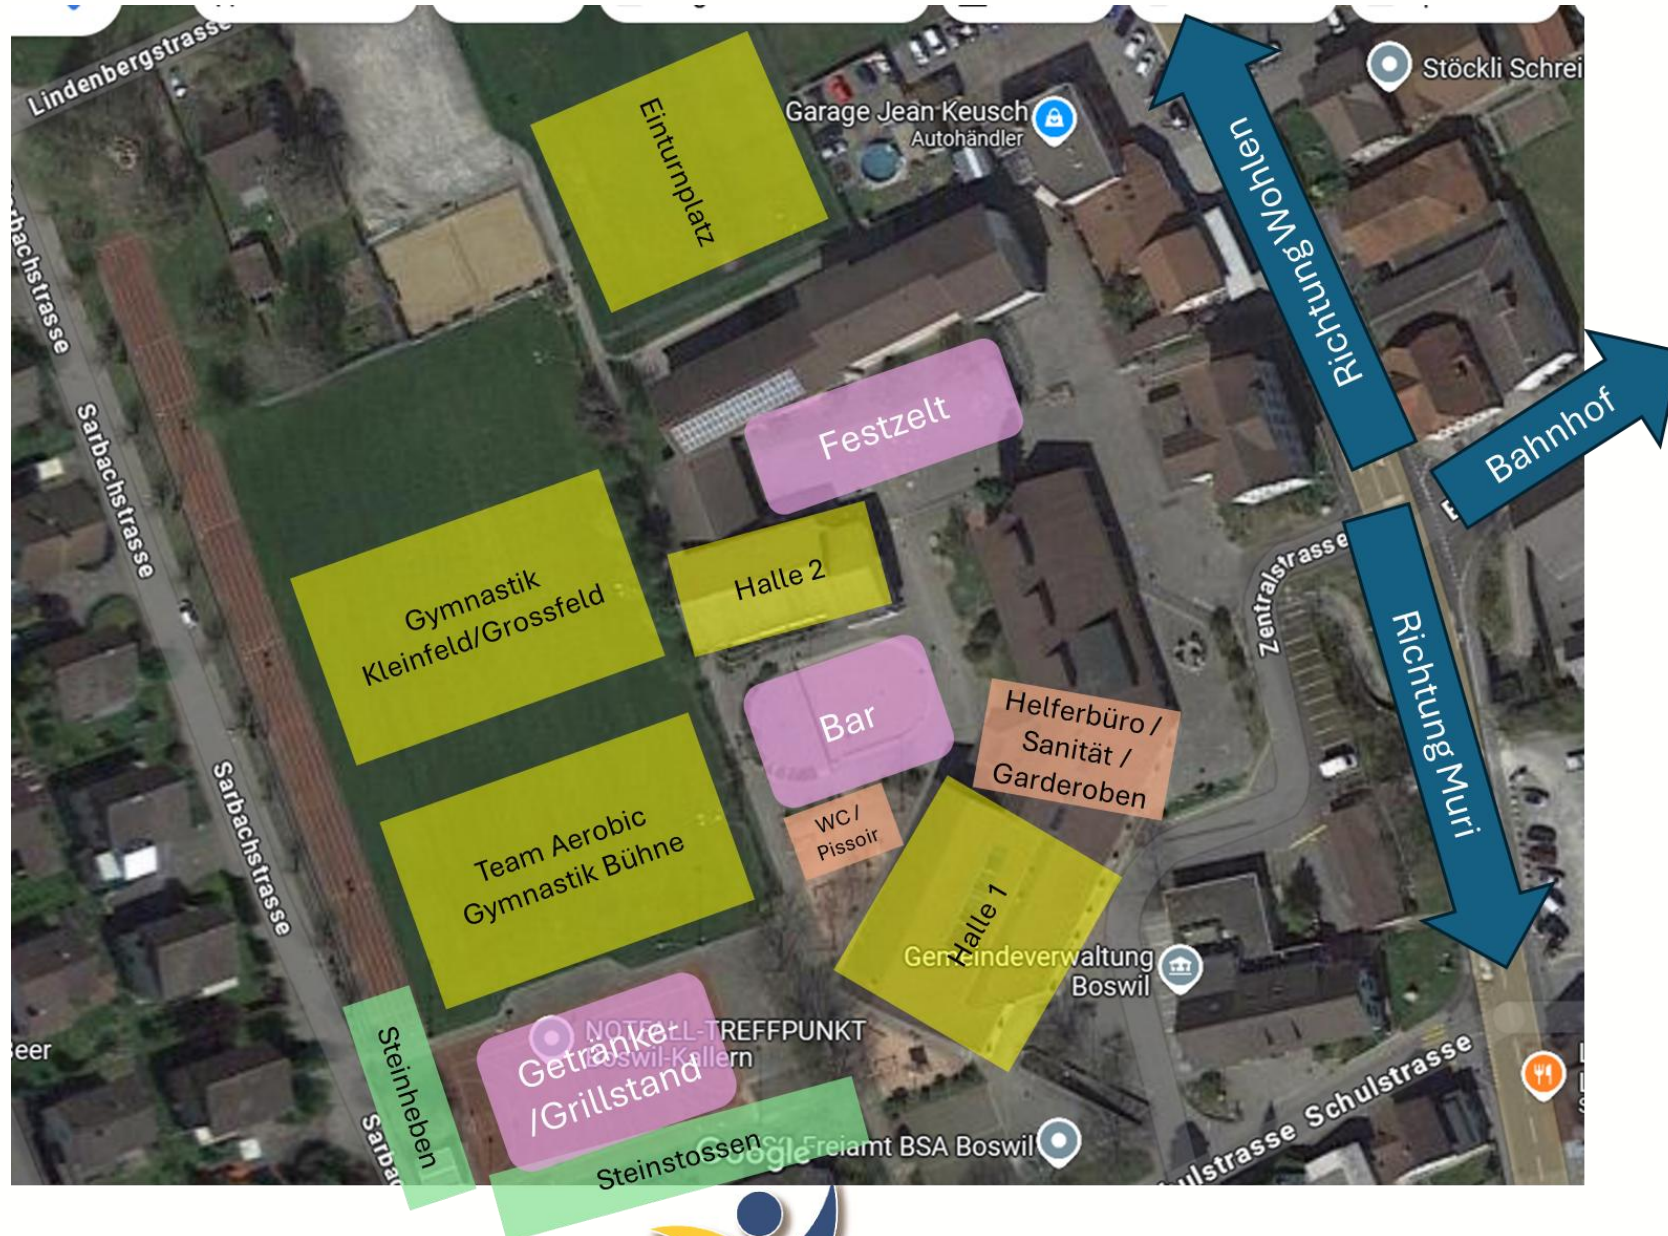 Lindenbergstrasse
Einturnplatz
Garage Jean Keusch
Autohändler
Stöckli Schrei
Richtung Wohlen
Bahnhof
Richtung Muri
Sarbachstrasse
Sarbachstrasse
Sarbachstrasse
Festzelt
Halle 2
Gymnastik
Kleinfeld/Grossfeld
Zentralstrasse
Bar
Helferbüro /
Sanität /
Garderoben
WC /
Pissoir
Team Aerobic
Gymnastik Bühne
Halle 1
Gemeindeverwaltung
Boswil
NOTFALL-TREFFPUNKT
Boswil-Kallern
Getränke-
/Grillstand
Steinheben
Steinstossen
Google
Freiamt BSA Boswil
Schulstrasse